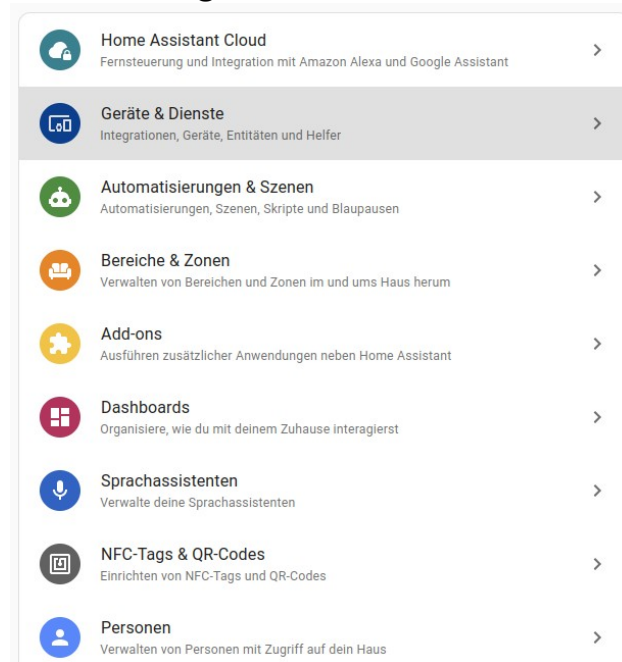 Home Assistant Cloud
Fernsteuerung und Integration mit Amazon Alexa und Google Assistant
Geräte & Dienste
Integrationen, Geräte, Entitäten und Helfer
Automatisierungen & Szenen
Automatisierungen, Szenen, Skripte und Blaupausen
Bereiche & Zonen
Verwalten von Bereichen und Zonen im und ums Haus herum
Add-ons
Ausführen zusätzlicher Anwendungen neben Home Assistant
Dashboards
Organisiere, wie du mit deinem Zuhause interagierst
Sprachassistenten
Verwalte deine Sprachassistenten
NFC-Tags & QR-Codes
Einrichten von NFC-Tags und QR-Codes
Personen
Verwalten von Personen mit Zugriff auf dein Haus